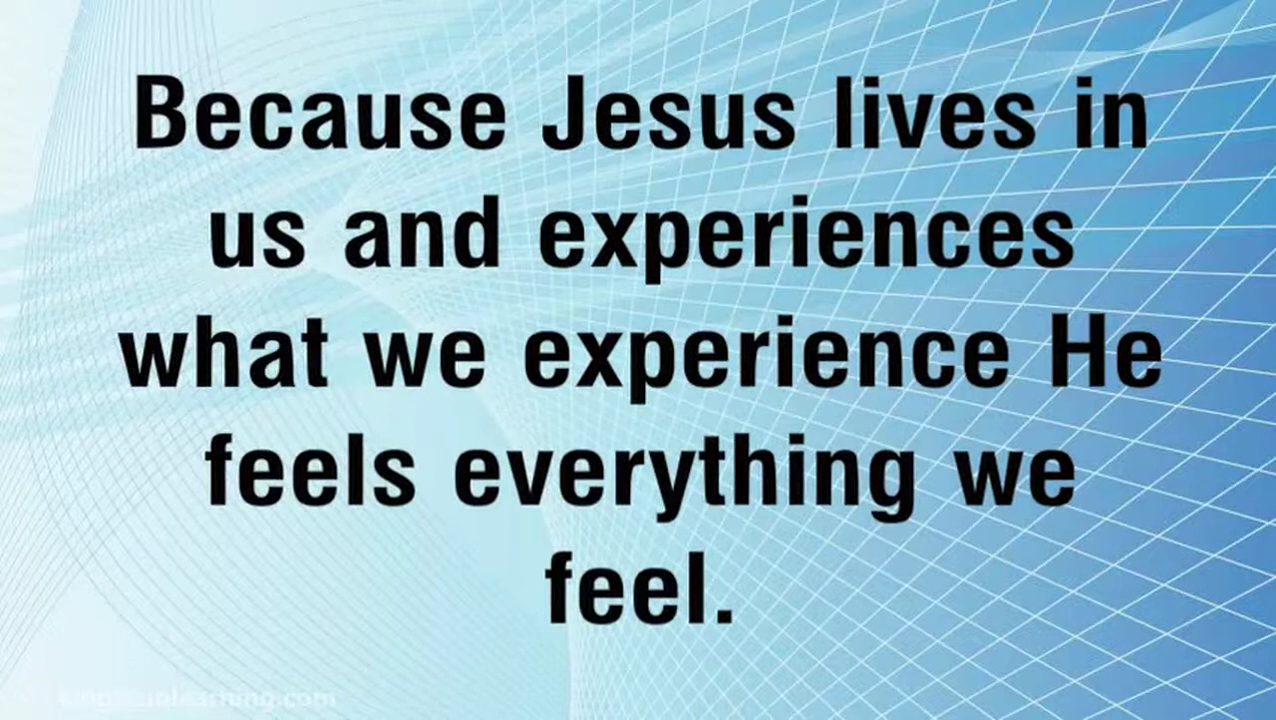 Because Jesus lives in
us and experiences
what we experience He
feels everything we
feel.